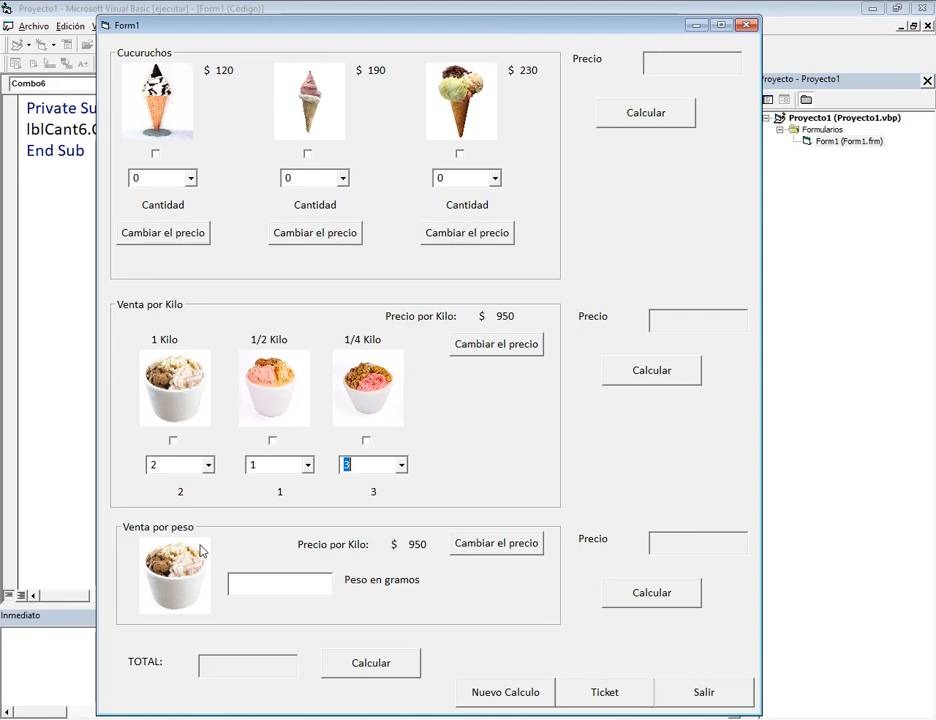 Proyecto1 - Microsoft Visual Basic [ejecutar] - [Form1 (Código)]
Archivo Edición
Combo6
Private Su
lblCant6.C
End Sub
Inmediato
Form1
Cucuruchos
$ 120
$ 190
$ 230
0
0
0
Cantidad
Cantidad
Cantidad
Cambiar el precio
Cambiar el precio
Cambiar el precio
Precio
Calcular
Venta por Kilo
Precio por Kilo: $ 950
1 Kilo
1/2 Kilo
1/4 Kilo
Cambiar el precio
2
1
3
2
1
3
Precio
Calcular
Venta por peso
Precio por Kilo: $ 950
Cambiar el precio
Peso en gramos
Precio
Calcular
TOTAL:
Calcular
Nuevo Calculo
Ticket
Salir
Proyecto - Proyecto1
Proyecto1 (Proyecto1.vbp)
Formularios
Form1 (Form1.frm)